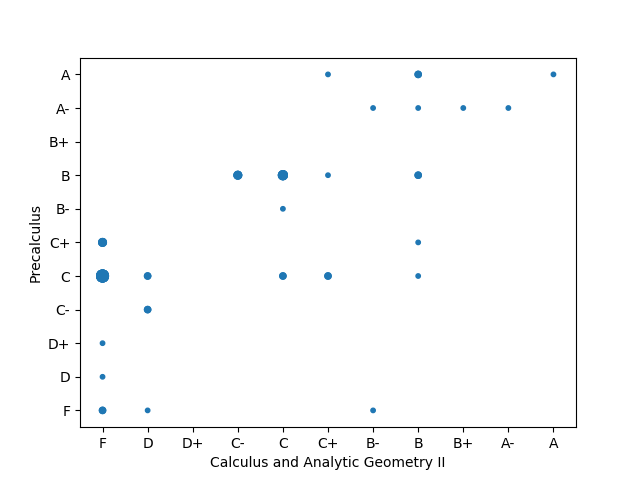 A
A-
B+
B
B-
C+
C
C-
D+
D
F
Precalculus
F D D+ C- C C+ B- B B+ A- A
Calculus and Analytic Geometry II